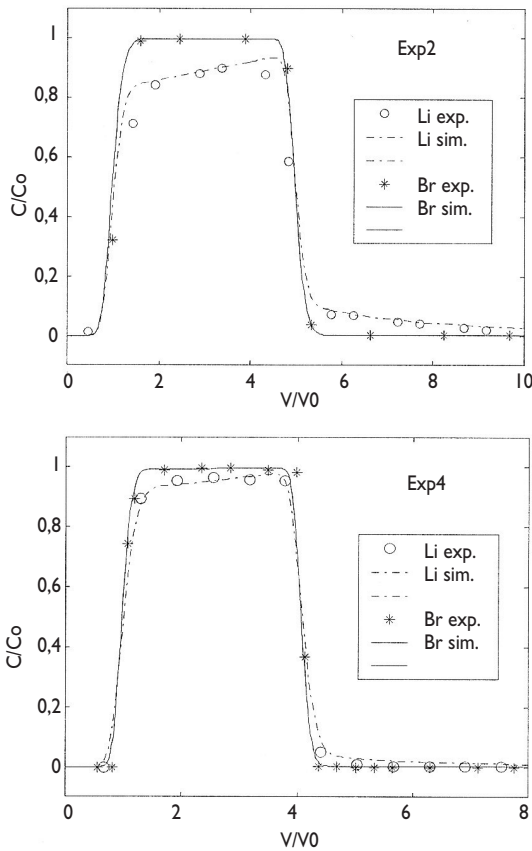 1
Exp2
0,8
Li exp.
Li sim.
0,6
C/Co
Br exp.
0,4
Br sim.
0,2
0
0 2 4 6 8 10
V/V0
1
Exp4
0,8
Li exp.
Li sim.
0,6
C/Co
Br exp.
0,4
Br sim.
0,2
0
0 2 4 6 8
V/V0